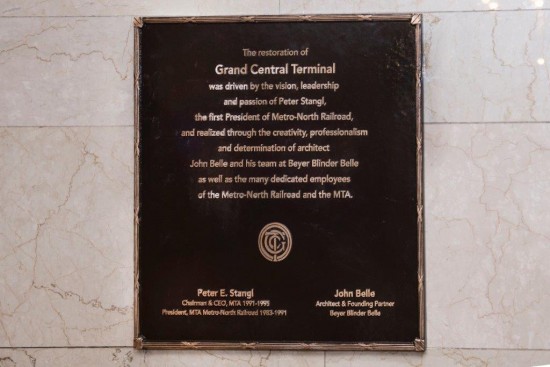 The restoration of
Grand Central Terminal
was driven by the vision, leadership
and passion of Peter Stangl,
the first President of Metro-North Railroad,
and realized through the creativity, professionalism
and determination of architect
John Belle and his team at Beyer Blinder Belle
as well as the many dedicated employees
of the Metro-North Railroad and the MTA.
Peter E. Stangl
Chairman & CEO, MTA 1991-1995
President, MTA Metro-North Railroad 1983-1991
John Belle
Architect & Founding Partner
Beyer Blinder Belle